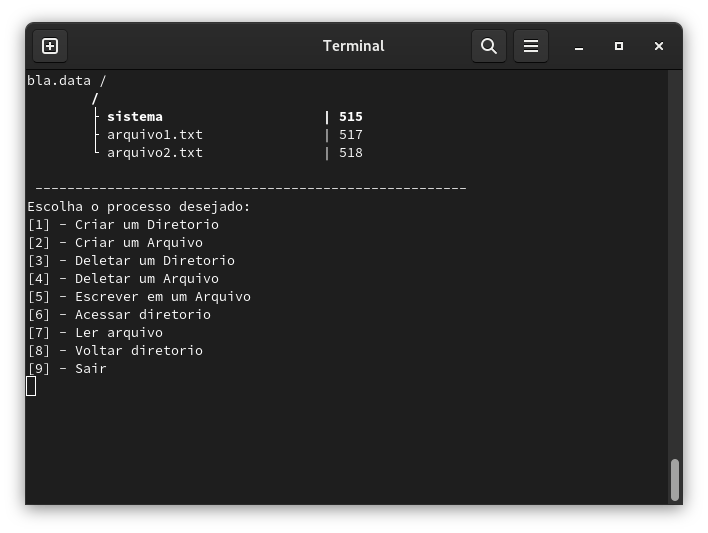 Terminal
bla.data /
/
├ sistema | 515
├ arquivo1.txt | 517
└ arquivo2.txt | 518
------------------------------------------------------
Escolha o processo desejado:
[1] - Criar um Diretorio
[2] - Criar um Arquivo
[3] - Deletar um Diretorio
[4] - Deletar um Arquivo
[5] - Escrever em um Arquivo
[6] - Acessar diretorio
[7] - Ler arquivo
[8] - Voltar diretorio
[9] - Sair